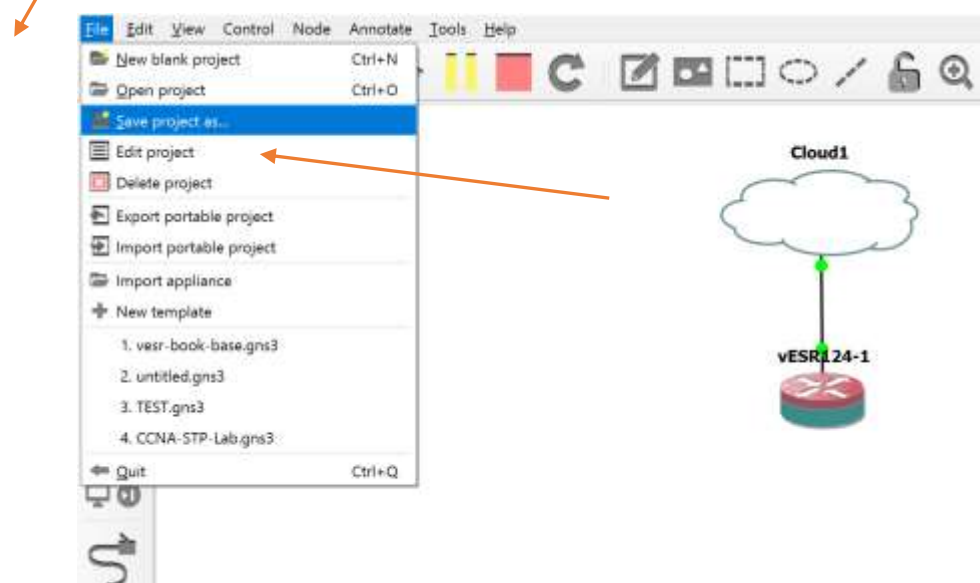 File Edit View Control Node Annotate Tools Help
New blank project Ctrl+N
Open project Ctrl+O
Save project as...
Edit project
Delete project
Export portable project
Import portable project
Import appliance
New template
1. vesr-book-base.gns3
2. untitled.gns3
3. TEST.gns3
4. CCNA-STP-Lab.gns3
Quit Ctrl+Q
Cloud1
vESR124-1